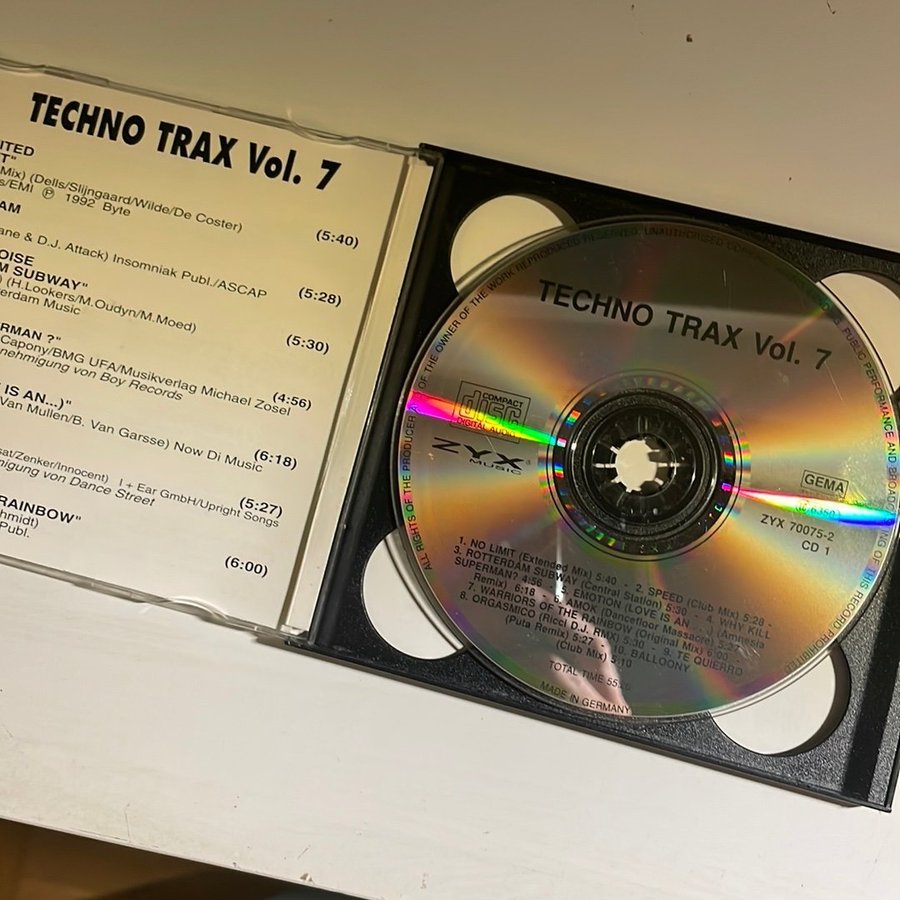 TECHNO TRAX Vol. 7
ITED
T"
Mix) (Dells/Slijngaard/Wilde/De Coster)
s/EMI ℗ 1992 Byte
(5:40)
AM
ane & D.J. Attack) Insomniak Publ./ASCAP
(5:28)
OISE
M SUBWAY"
) (H.Lookers/M.Oudyn/M.Moed)
erdam Music
(5:30)
ERMAN ?"
Capony/BMG UFA/Musikverlag Michael Zosel
nehmigung von Boy Records
(4:56)
E IS AN...)"
Van Mullen/B. Van Garsse) Now Di Music
(6:18)
sat/Zenker/Innocent) I + Ear GmbH/Upright Songs
migung von Dance Street
(5:27)
RAINBOW"
hmidt)
Publ.
(6:00)
ALL RIGHTS OF THE PRODUCER OF THE OWNER OF THE WORK REPRODUCED RESERVED. UNAUTHORISED PUBLIC PERFORMANCE AND BROADCASTING OF THIS RECORD PROHIBITED
TECHNO TRAX Vol. 7
COMPACT
disc
DIGITAL AUDIO
ZYX
MUSIC
GEMA
ZYX 70075-2
CD 1
1. NO LIMIT (Extended Mix) 5:40 - 2. SPEED (Club Mix) 5:28 -
3. ROTTERDAM SUBWAY (Central Station) 5:30 - 4. WHY KILL
SUPERMAN? 4:56 - 5. EMOTION (LOVE IS AN . . .) (Amnesia
Remix) 6:18 - 6. AMOK (Dancefloor Massacre) 5:27 -
7. WARRIORS OF THE RAINBOW (Original Mix) 6:00 -
8. ORGASMICO (Ricci D.J. RMX) 5:30 - 9. TE QUIERRO
(Puta Remix) 5:27 - 10. BALLOONY
(Club Mix) 5:10
TOTAL TIME
MADE IN GERMANY